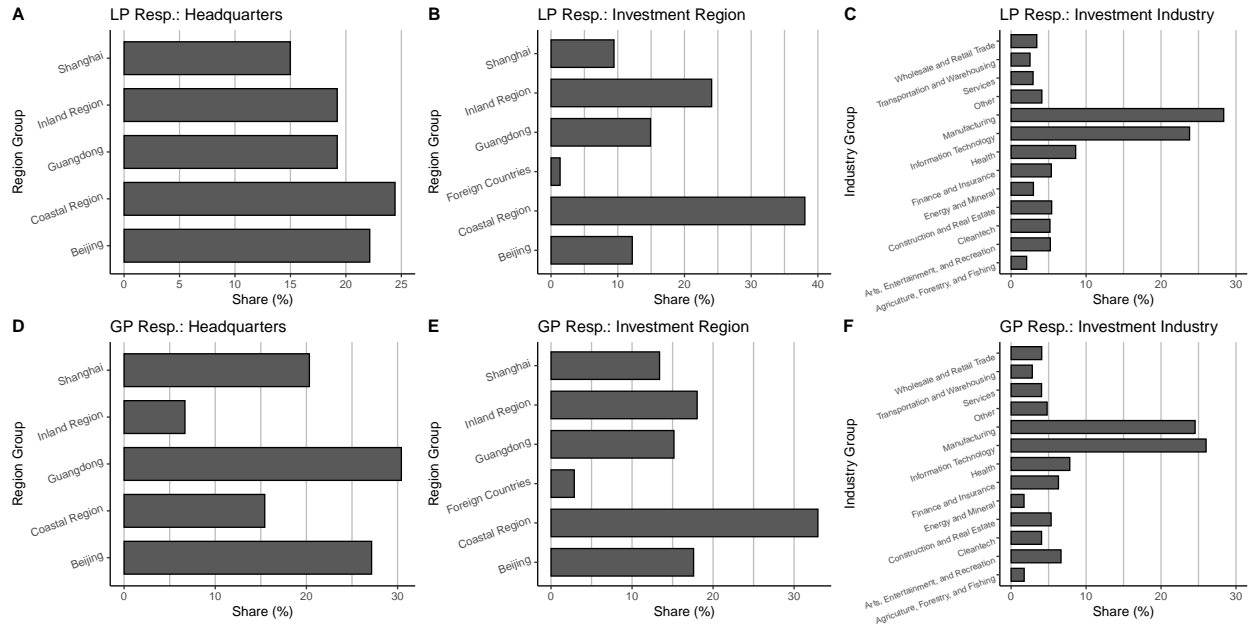 A
LP Resp.: Headquarters
Region Group
Shanghai
Inland Region
Guangdong
Coastal Region
Beijing
0 5 10 15 20 25
Share (%)
B
LP Resp.: Investment Region
Region Group
Shanghai
Inland Region
Guangdong
Foreign Countries
Coastal Region
Beijing
0 10 20 30 40
Share (%)
C
LP Resp.: Investment Industry
Industry Group
Wholesale and Retail Trade
Transportation and Warehousing
Services
Other
Manufacturing
Information Technology
Health
Finance and Insurance
Energy and Mineral
Construction and Real Estate
Cleantech
Arts, Entertainment, and Recreation
Agriculture, Forestry, and Fishing
0 10 20 30
Share (%)
D
GP Resp.: Headquarters
Region Group
Shanghai
Inland Region
Guangdong
Coastal Region
Beijing
0 10 20 30
Share (%)
E
GP Resp.: Investment Region
Region Group
Shanghai
Inland Region
Guangdong
Foreign Countries
Coastal Region
Beijing
0 10 20 30
Share (%)
F
GP Resp.: Investment Industry
Industry Group
Wholesale and Retail Trade
Transportation and Warehousing
Services
Other
Manufacturing
Information Technology
Health
Finance and Insurance
Energy and Mineral
Construction and Real Estate
Cleantech
Arts, Entertainment, and Recreation
Agriculture, Forestry, and Fishing
0 10 20 30
Share (%)